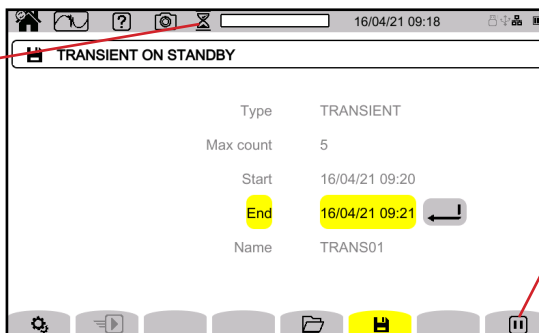 16/04/21 09:18
TRANSIENT ON STANDBY
Type TRANSIENT
Max count 5
Start 16/04/21 09:20
End 16/04/21 09:21
Name TRANS01